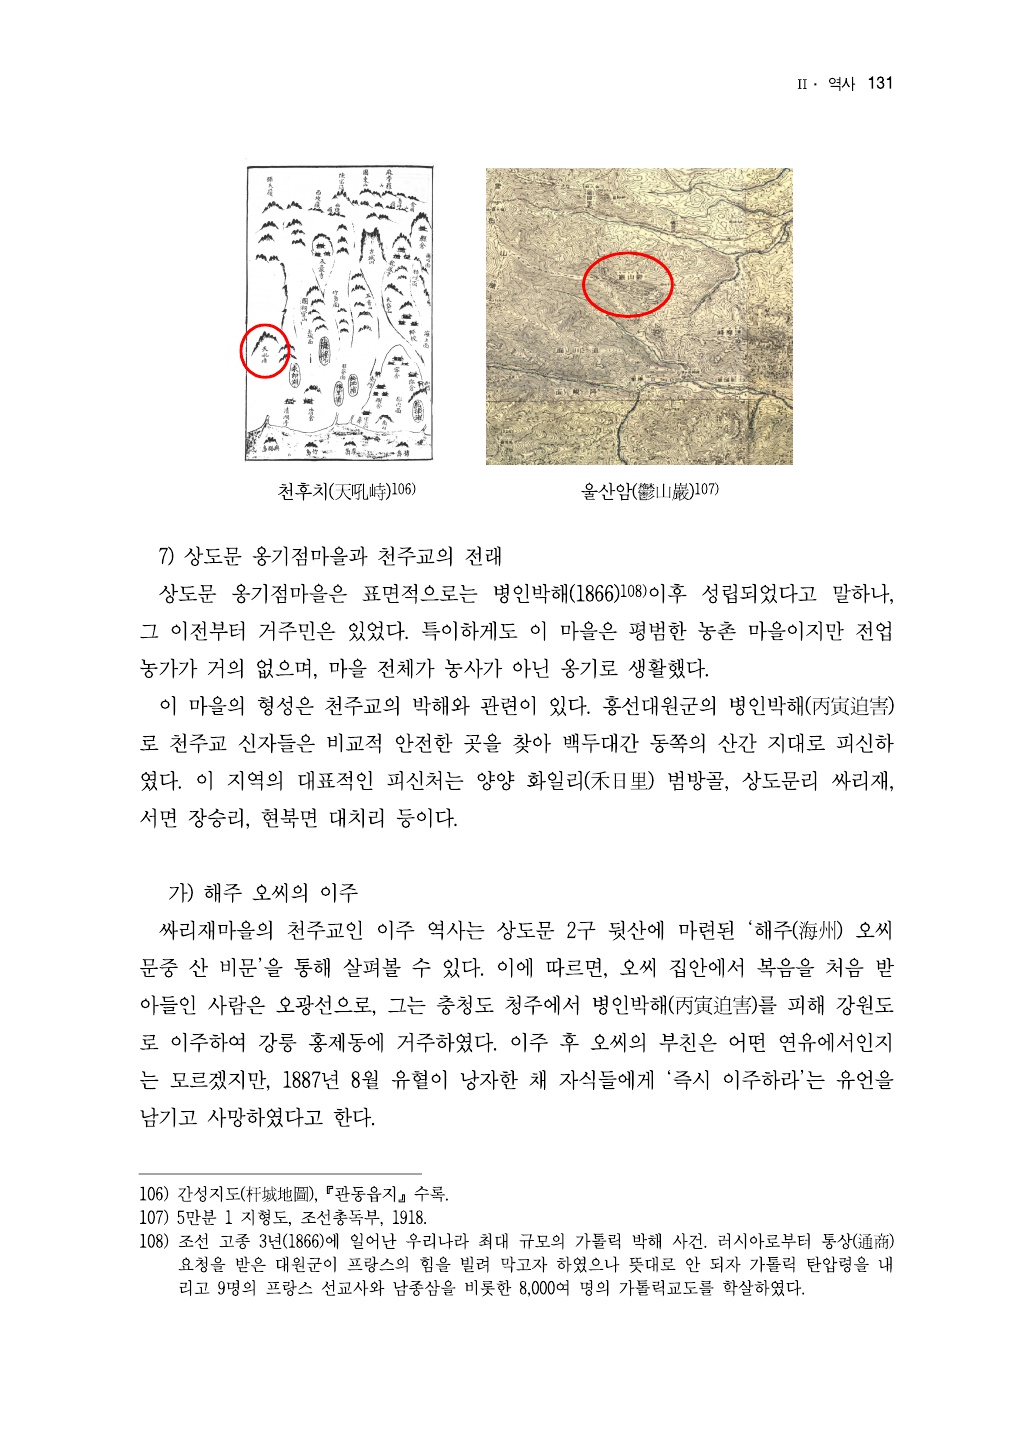 II · 역사 131
천후치(天吼峙)106)
울산암(鬱山巖)107)
7) 상도문 옹기점마을과 천주교의 전래
상도문 옹기점마을은 표면적으로는 병인박해(1866)108)이후 성립되었다고 말하나,
그 이전부터 거주민은 있었다. 특이하게도 이 마을은 평범한 농촌 마을이지만 전업
농가가 거의 없으며, 마을 전체가 농사가 아닌 옹기로 생활했다.
이 마을의 형성은 천주교의 박해와 관련이 있다. 흥선대원군의 병인박해(丙寅迫害)
로 천주교 신자들은 비교적 안전한 곳을 찾아 백두대간 동쪽의 산간 지대로 피신하
였다. 이 지역의 대표적인 피신처는 양양 화일리(禾日里) 범방골, 상도문리 싸리재,
서면 장승리, 현북면 대치리 등이다.
가) 해주 오씨의 이주
싸리재마을의 천주교인 이주 역사는 상도문 2구 뒷산에 마련된 ‘해주(海州) 오씨
문중 산 비문’을 통해 살펴볼 수 있다. 이에 따르면, 오씨 집안에서 복음을 처음 받
아들인 사람은 오광선으로, 그는 충청도 청주에서 병인박해(丙寅迫害)를 피해 강원도
로 이주하여 강릉 홍제동에 거주하였다. 이주 후 오씨의 부친은 어떤 연유에서인지
는 모르겠지만, 1887년 8월 유혈이 낭자한 채 자식들에게 ‘즉시 이주하라’는 유언을
남기고 사망하였다고 한다.
106) 간성지도(杆城地圖),『관동읍지』수록.
107) 5만분 1 지형도, 조선총독부, 1918.
108) 조선 고종 3년(1866)에 일어난 우리나라 최대 규모의 가톨릭 박해 사건. 러시아로부터 통상(通商)
요청을 받은 대원군이 프랑스의 힘을 빌려 막고자 하였으나 뜻대로 안 되자 가톨릭 탄압령을 내
리고 9명의 프랑스 선교사와 남종삼을 비롯한 8,000여 명의 가톨릭교도를 학살하였다.